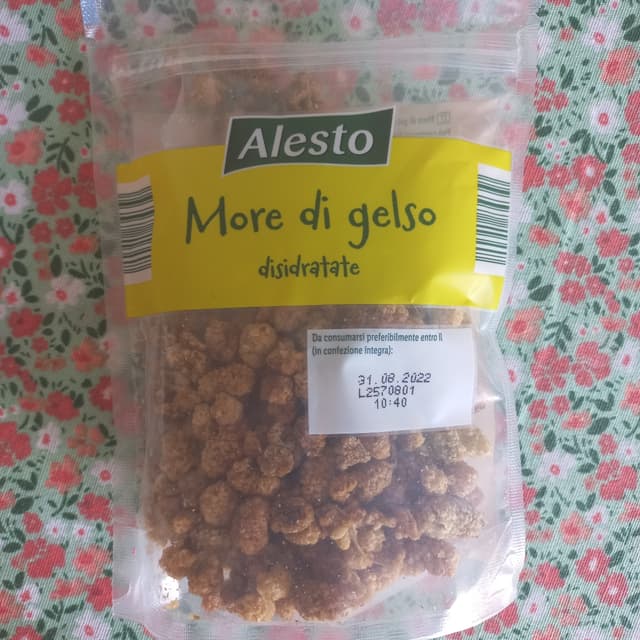 Alesto
More di gelso
disidratate
Da consumarsi preferibilmente entro il
(in confezione integra):
31.08.2022
L2570801
10:40